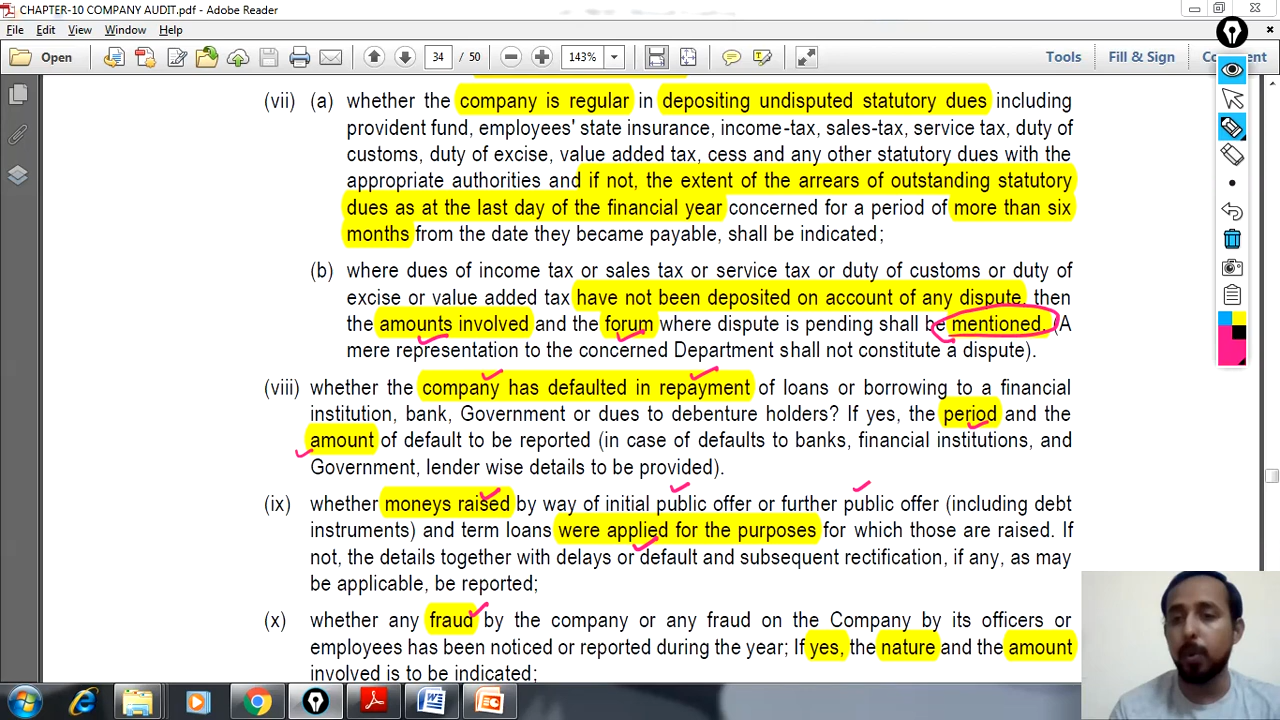 CHAPTER-10 COMPANY AUDIT.pdf - Adobe Reader
File Edit View Window Help
Open 34 / 50 143% Tools Fill & Sign Comment
(vii) (a) whether the company is regular in depositing undisputed statutory dues including
provident fund, employees' state insurance, income-tax, sales-tax, service tax, duty of
customs, duty of excise, value added tax, cess and any other statutory dues with the
appropriate authorities and if not, the extent of the arrears of outstanding statutory
dues as at the last day of the financial year concerned for a period of more than six
months from the date they became payable, shall be indicated;
(b) where dues of income tax or sales tax or service tax or duty of customs or duty of
excise or value added tax have not been deposited on account of any dispute, then
the amounts involved and the forum where dispute is pending shall be mentioned. (A
mere representation to the concerned Department shall not constitute a dispute).
(viii) whether the company has defaulted in repayment of loans or borrowing to a financial
institution, bank, Government or dues to debenture holders? If yes, the period and the
amount of default to be reported (in case of defaults to banks, financial institutions, and
Government, lender wise details to be provided).
(ix) whether moneys raised by way of initial public offer or further public offer (including debt
instruments) and term loans were applied for the purposes for which those are raised. If
not, the details together with delays or default and subsequent rectification, if any, as may
be applicable, be reported;
(x) whether any fraud by the company or any fraud on the Company by its officers or
employees has been noticed or reported during the year; If yes, the nature and the amount
involved is to be indicated;